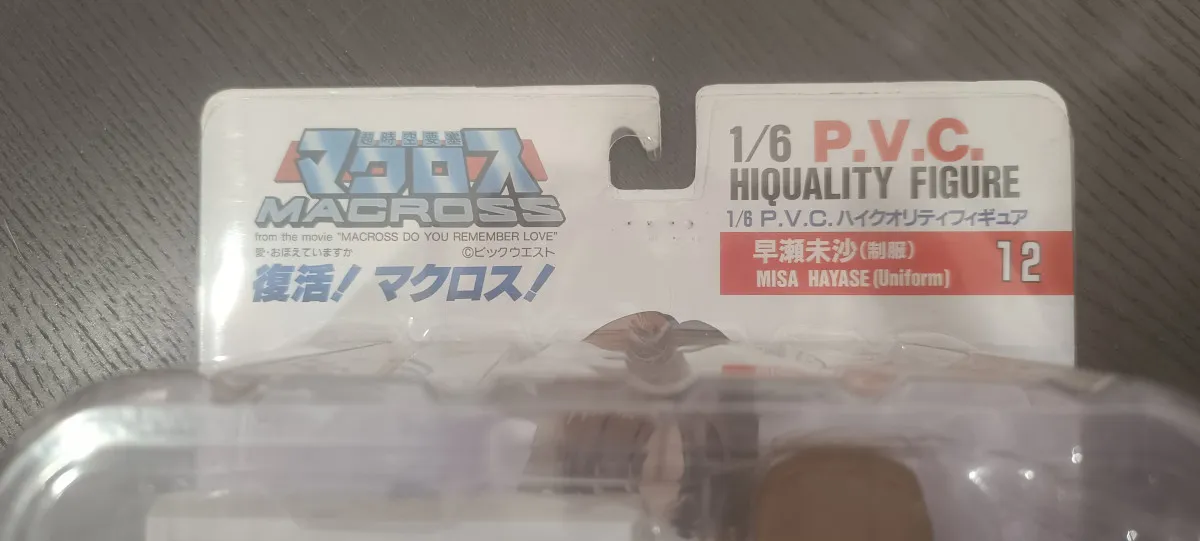 超時空要塞
マクロス
MACROSS
from the movie "MACROSS DO YOU REMEMBER LOVE"
愛・おぼえていますか ©ビックウエスト
復活! マクロス!
1/6 P.V.C.
HIQUALITY FIGURE
1/6 P.V.C.ハイクオリティフィギュア
早瀬未沙(制服)
MISA HAYASE (Uniform)
12